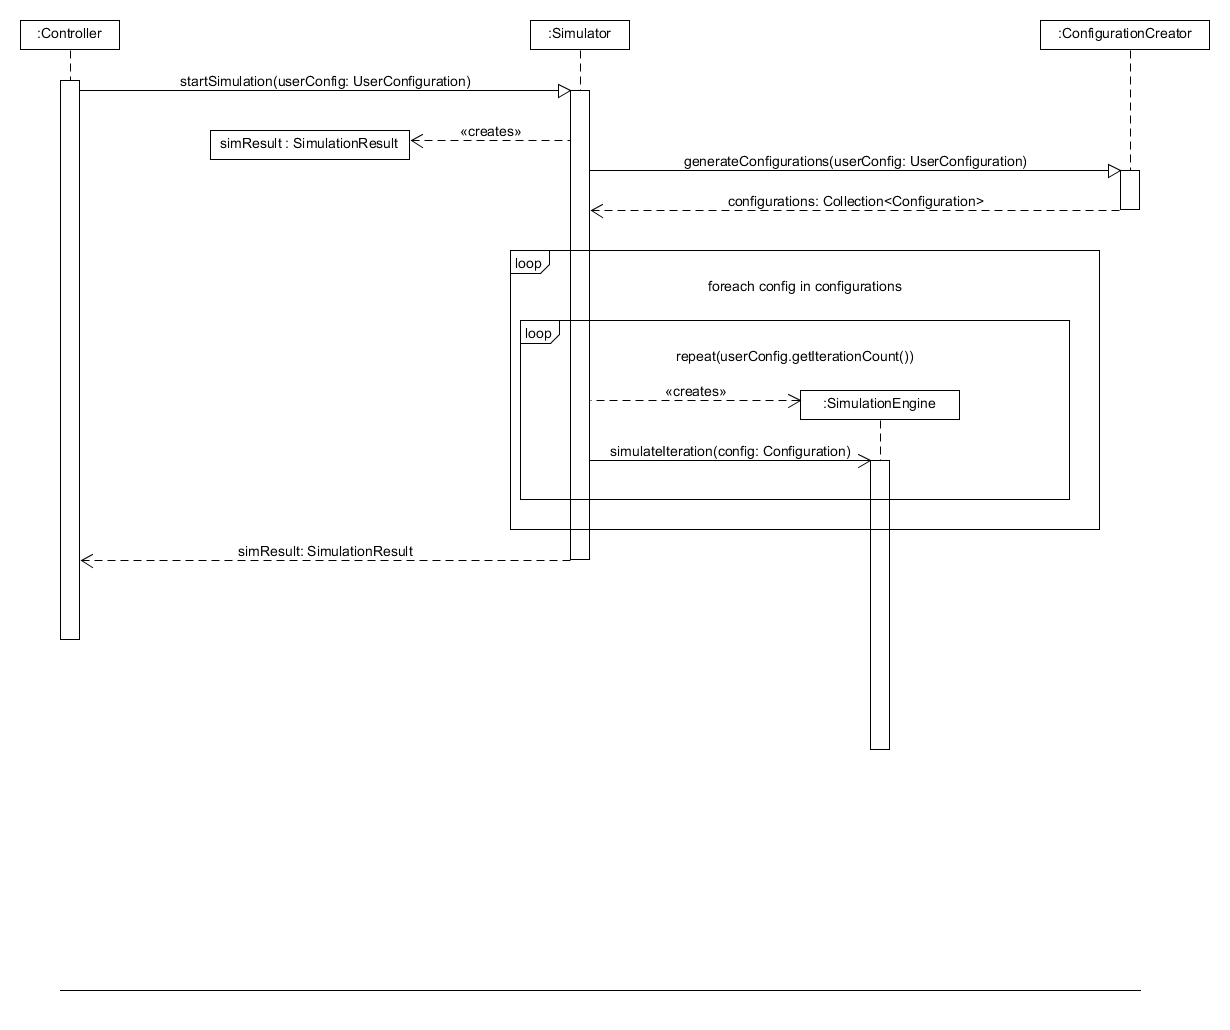 :Controller
:Simulator
:ConfigurationCreator
startSimulation(userConfig: UserConfiguration)
«creates»
simResult : SimulationResult
generateConfigurations(userConfig: UserConfiguration)
configurations: Collection<Configuration>
loop
foreach config in configurations
loop
repeat(userConfig.getIterationCount())
«creates»
:SimulationEngine
simulateIteration(config: Configuration)
simResult: SimulationResult